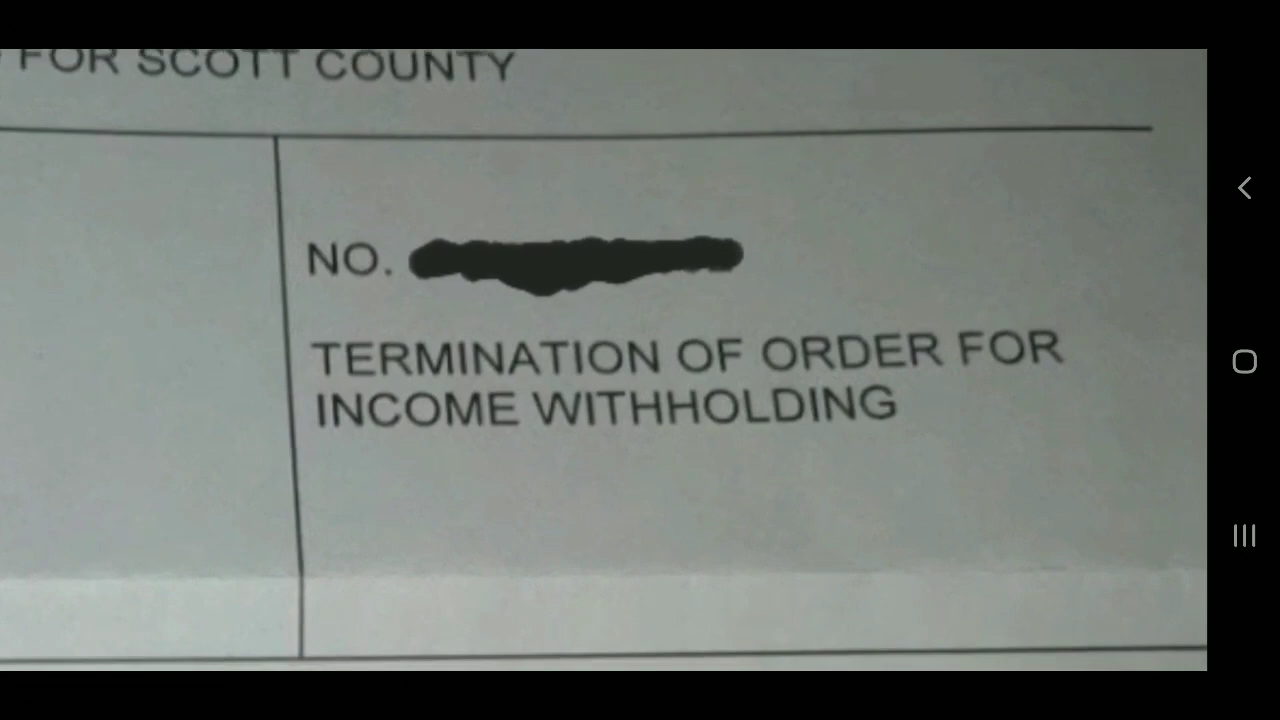 FOR SCOTT COUNTY
NO.
TERMINATION OF ORDER FOR
INCOME WITHHOLDING